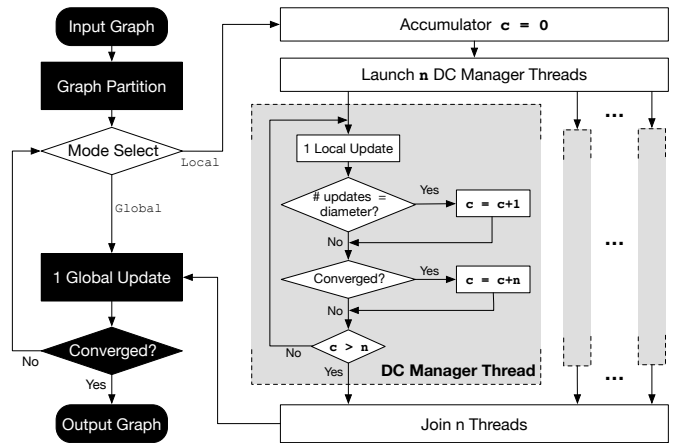 Input Graph
Graph Partition
Mode Select
Local
Global
1 Global Update
Converged?
No
Yes
Output Graph
Accumulator c = 0
Launch n DC Manager Threads
1 Local Update
# updates =
diameter?
Yes
c = c+1
No
Converged?
Yes
c = c+n
No
c > n
No
Yes
DC Manager Thread
...
...
...
Join n Threads